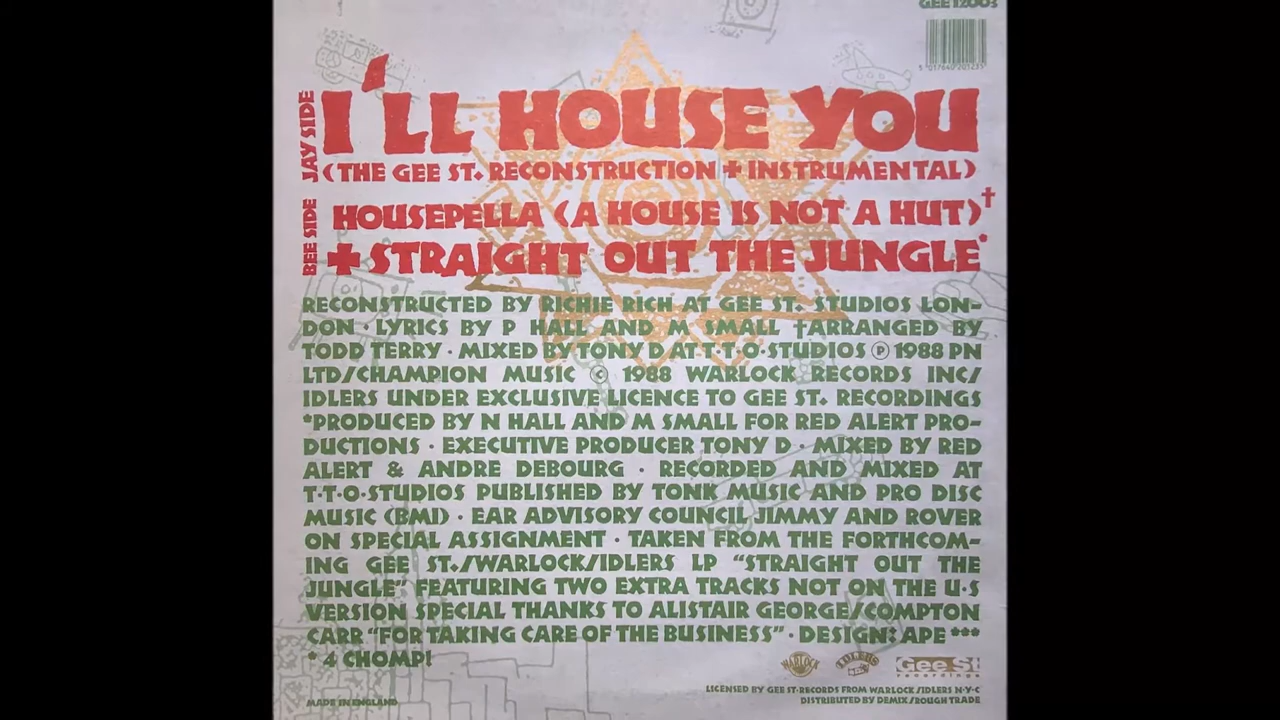 GEE 12003
5 017640 205235
JAY SIDE
I'LL HOUSE YOU
(THE GEE ST. RECONSTRUCTION + INSTRUMENTAL)
BEE SIDE
HOUSEPELLA (A HOUSE IS NOT A HUT)†
+ STRAIGHT OUT THE JUNGLE*
RECONSTRUCTED BY RICHIE RICH AT GEE ST. STUDIOS LON-
DON · LYRICS BY P HALL AND M SMALL †ARRANGED BY
TODD TERRY · MIXED BY TONY D AT T·T·O·STUDIOS Ⓟ 1988 PN
LTD/CHAMPION MUSIC © 1988 WARLOCK RECORDS INC/
IDLERS UNDER EXCLUSIVE LICENCE TO GEE ST. RECORDINGS
*PRODUCED BY N HALL AND M SMALL FOR RED ALERT PRO-
DUCTIONS · EXECUTIVE PRODUCER TONY D · MIXED BY RED
ALERT & ANDRE DEBOURG · RECORDED AND MIXED AT
T·T·O·STUDIOS PUBLISHED BY TONK MUSIC AND PRO DISC
MUSIC (BMI) · EAR ADVISORY COUNCIL JIMMY AND ROVER
ON SPECIAL ASSIGNMENT · TAKEN FROM THE FORTHCOM-
ING GEE ST./WARLOCK/IDLERS LP "STRAIGHT OUT THE
JUNGLE" FEATURING TWO EXTRA TRACKS NOT ON THE U·S
VERSION SPECIAL THANKS TO ALISTAIR GEORGE/COMPTON
CARR "FOR TAKING CARE OF THE BUSINESS" · DESIGN: APE ***
* 4 CHOMP!
WARLOCK
IDLERS
Gee St
recordings
LICENSED BY GEE ST·RECORDS FROM WARLOCK/IDLERS N·Y·C
MADE IN ENGLAND
DISTRIBUTED BY DEMIX/ROUGH TRADE